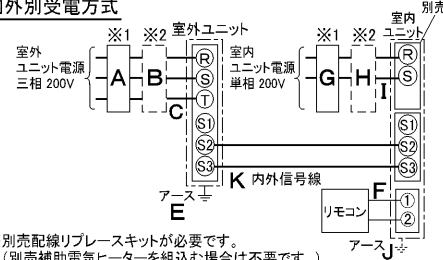 外別受電方式
別売
※1 ※2 室外ユニット
※1 ※2 室内ユニット
室外
ユニット電源
三相 200V
A B C
R
S
T
S1
S2
S3
室内
ユニット電源
単相 200V
G H I
R
S
S1
S2
S3
K 内外信号線
アース
E
リモコン
F
①
②
アース J
別売配線リプレースキットが必要です。
(別売補助電気ヒーターを組込む場合は不要です。)